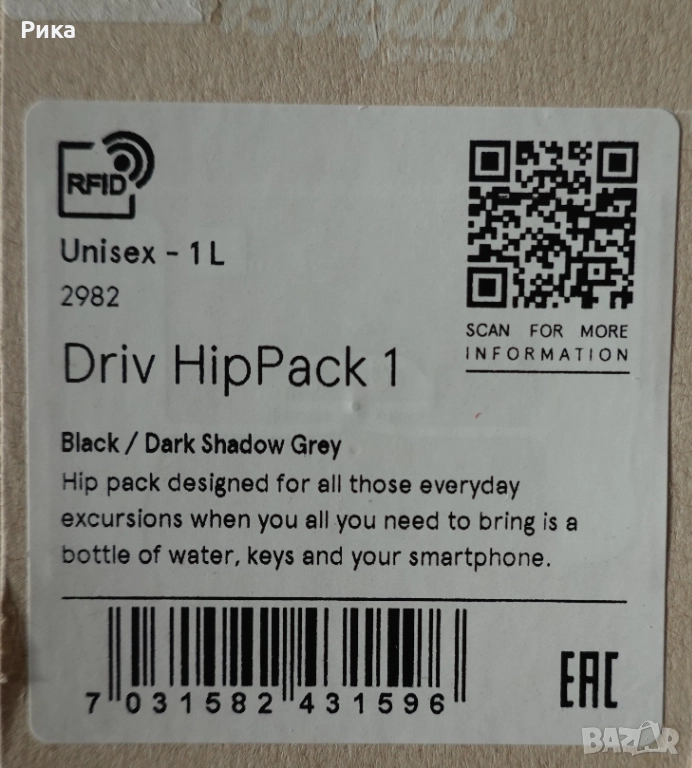 Рика
RFID
Unisex - 1 L
2982
SCAN FOR MORE
INFORMATION
Driv HipPack 1
Black / Dark Shadow Grey
Hip pack designed for all those everyday
excursions when you all you need to bring is a
bottle of water, keys and your smartphone.
7 031582 431596
EAC
BAZAR